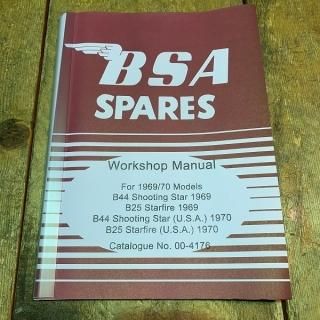 BSA
SPARES
Workshop Manual
For 1969/70 Models
B44 Shooting Star 1969
B25 Starfire 1969
B44 Shooting Star (U.S.A.) 1970
B25 Starfire (U.S.A.) 1970
Catalogue No. 00-4176